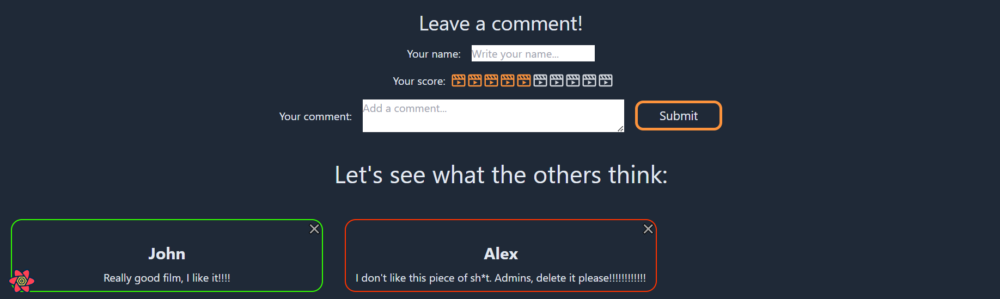 Leave a comment!
Your name: Write your name...
Your score:
Your comment: Add a comment... Submit
Let's see what the others think:
John
Really good film, I like it!!!!
Alex
I don't like this piece of sh*t. Admins, delete it please!!!!!!!!!!!!